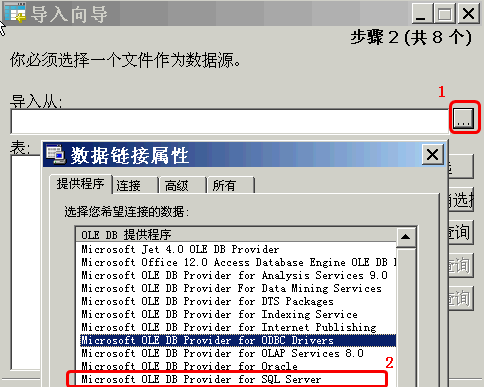 导入向导
步骤 2 (共 8 个)
你必须选择一个文件作为数据源。
1
导入从:
...
表:
数据链接属性
提供程序 连接 高级 所有
选择您希望连接的数据:
OLE DB 提供程序
Microsoft Jet 4.0 OLE DB Provider
Microsoft Office 12.0 Access Database Engine OLE DB
Microsoft OLE DB Provider for Analysis Services 9.0
Microsoft OLE DB Provider For Data Mining Services
Microsoft OLE DB Provider for DTS Packages
Microsoft OLE DB Provider for Indexing Service
Microsoft OLE DB Provider for Internet Publishing
Microsoft OLE DB Provider for ODBC Drivers
Microsoft OLE DB Provider for OLAP Services 8.0
Microsoft OLE DB Provider for Oracle
Microsoft OLE DB Provider for SQL Server
2
查询
查询
查询